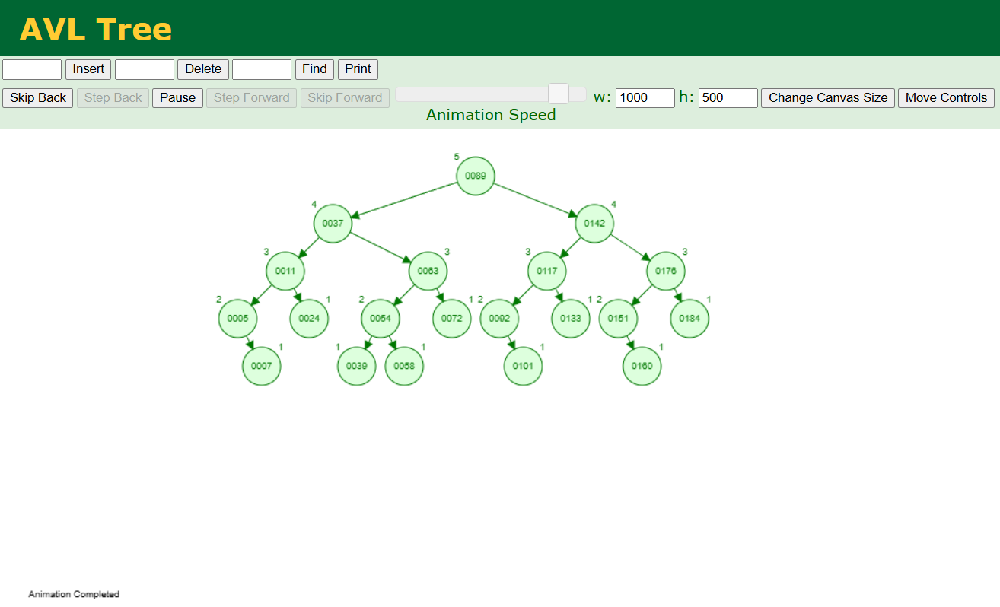 AVL Tree
Insert Delete Find Print
Skip Back Step Back Pause Step Forward Skip Forward w: 1000 h: 500 Change Canvas Size Move Controls
Animation Speed
5
0089
4 4
0037 0142
3 3 3 3
0011 0063 0117 0176
2 1 2 1 2 1 2 1
0005 0024 0054 0072 0092 0133 0151 0184
1 1 1 1 1
0007 0039 0058 0101 0160
Animation Completed